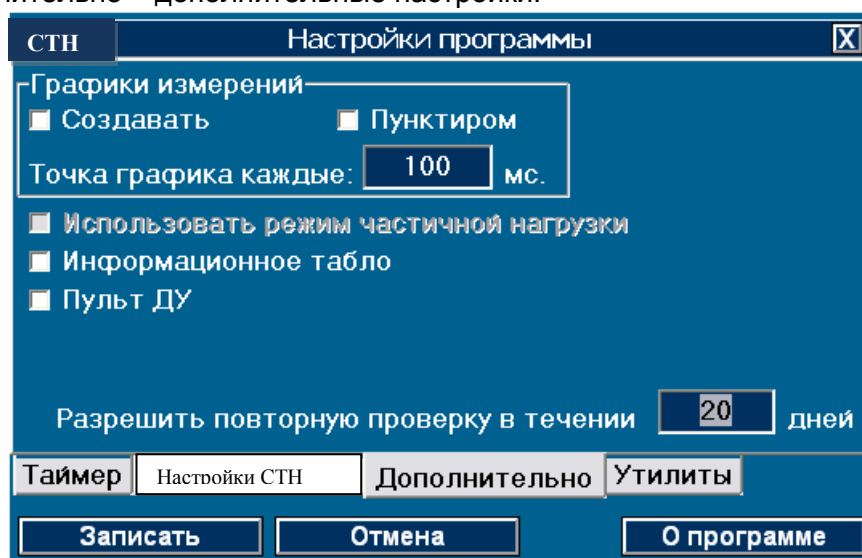 дополнительные настройки.
СТН Настройки программы X
Графики измерений
Создавать Пунктиром
Точка графика каждые: 100 мс.
Использовать режим частичной нагрузки
Информационное табло
Пульт ДУ
Разрешить повторную проверку в течении 20 дней
Таймер Настройки СТН Дополнительно Утилиты
Записать Отмена О программе